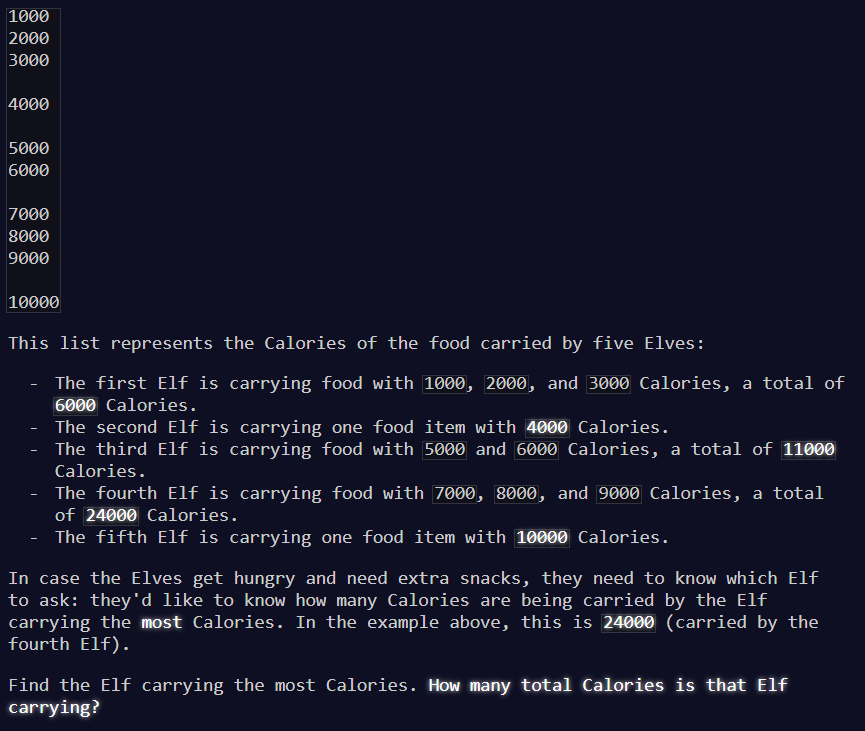 1000
2000
3000
4000
5000
6000
7000
8000
9000
10000
This list represents the Calories of the food carried by five Elves:
- The first Elf is carrying food with 1000, 2000, and 3000 Calories, a total of
6000 Calories.
- The second Elf is carrying one food item with 4000 Calories.
- The third Elf is carrying food with 5000 and 6000 Calories, a total of 11000
Calories.
- The fourth Elf is carrying food with 7000, 8000, and 9000 Calories, a total
of 24000 Calories.
- The fifth Elf is carrying one food item with 10000 Calories.
In case the Elves get hungry and need extra snacks, they need to know which Elf
to ask: they'd like to know how many Calories are being carried by the Elf
carrying the most Calories. In the example above, this is 24000 (carried by the
fourth Elf).
Find the Elf carrying the most Calories. How many total Calories is that Elf
carrying?